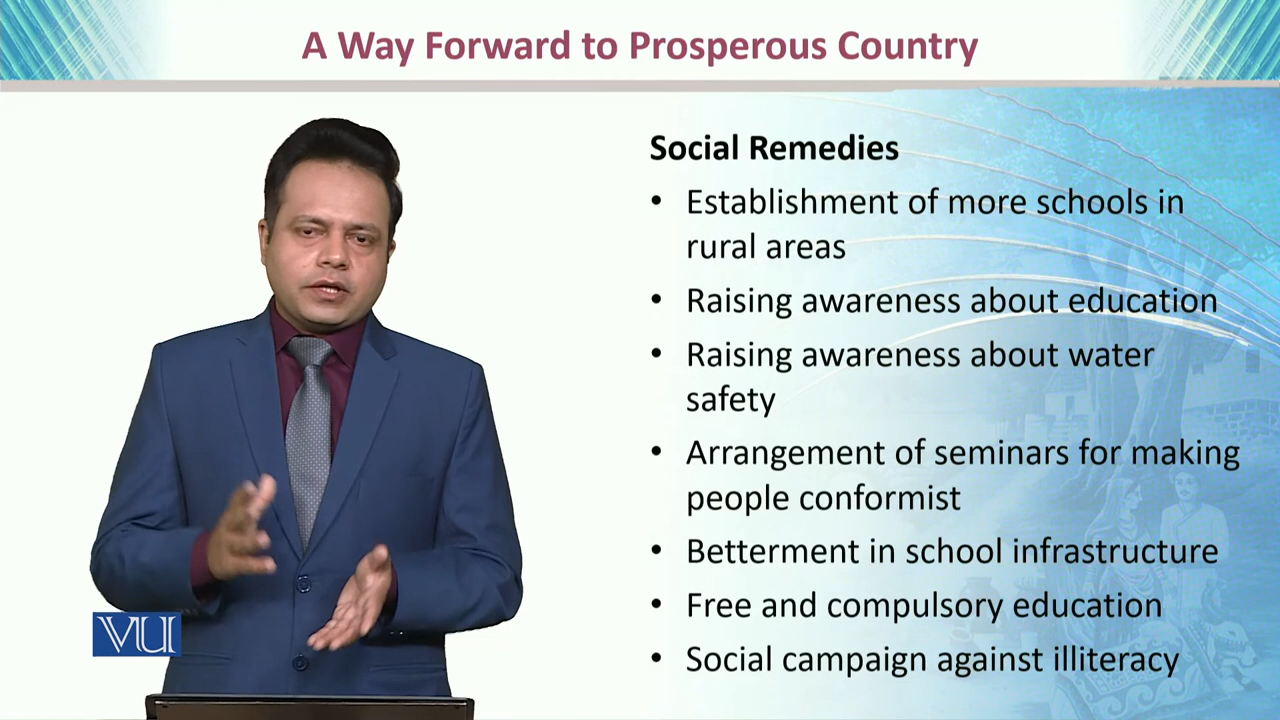 A Way Forward to Prosperous Country
Social Remedies
• Establishment of more schools in
rural areas
• Raising awareness about education
• Raising awareness about water
safety
• Arrangement of seminars for making
people conformist
• Betterment in school infrastructure
• Free and compulsory education
• Social campaign against illiteracy
VU